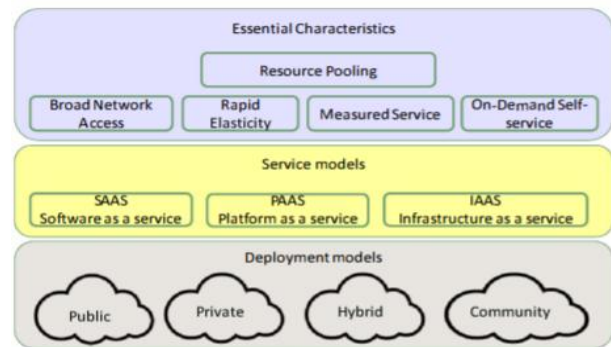 Essential Characteristics
Resource Pooling
Broad Network
Access
Rapid
Elasticity
Measured Service
On-Demand Self-
service
Service models
SAAS
Software as a service
PAAS
Platform as a service
IAAS
Infrastructure as a service
Deployment models
Public
Private
Hybrid
Community